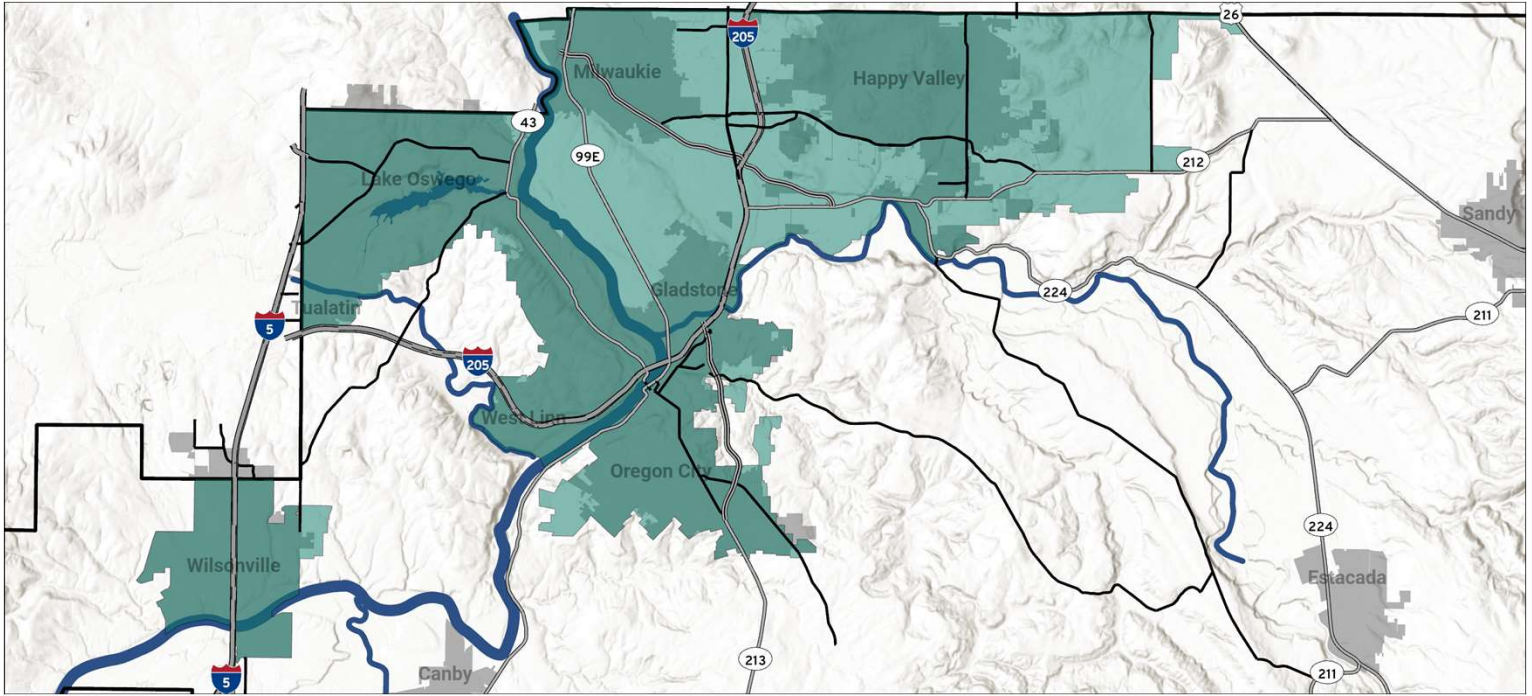 26
205
Milwaukie
Happy Valley
43
99E
212
Lake Oswego
Sandy
Gladstone
224
Tualatin
211
5
205
West Linn
Oregon City
224
Wilsonville
Estacada
213
Canby
211
5